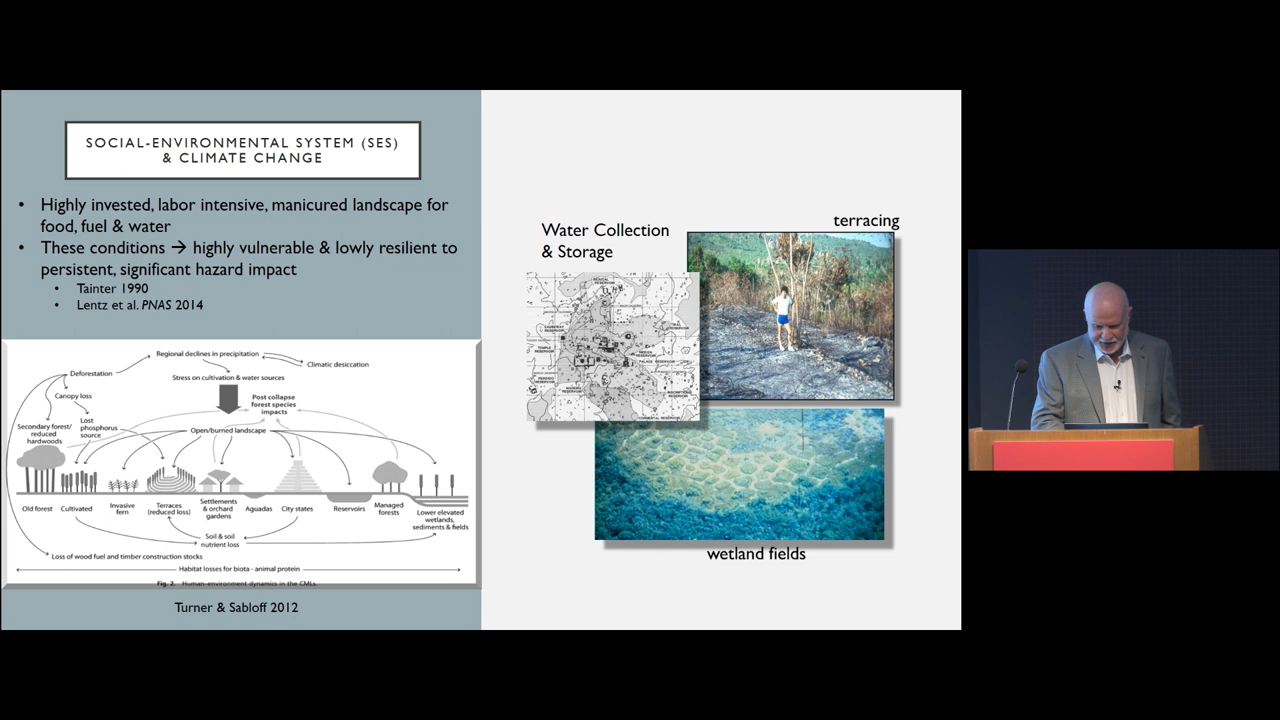 SOCIAL-ENVIRONMENTAL SYSTEM (SES)
& CLIMATE CHANGE
• Highly invested, labor intensive, manicured landscape for
food, fuel & water
• These conditions → highly vulnerable & lowly resilient to
persistent, significant hazard impact
• Tainter 1990
• Lentz et al. PNAS 2014
Regional declines in precipitation
Climatic desiccation
Deforestation
Stress on cultivation & water sources
Canopy loss
Post collapse
forest species
impacts
Secondary forest/
reduced
hardwoods
Lost
phosphorus
source
Open/burned landscape
Old forest
Cultivated
Invasive
fern
Terraces
(reduced loss)
Settlements
& orchard
gardens
Aguadas
City states
Reservoirs
Managed
forests
Lower elevated
wetlands,
sediments & fields
Soil & soil
nutrient loss
Loss of wood fuel and timber construction stocks
Habitat losses for biota - animal protein
Fig. 2. Human-environment dynamics in the CMLs.
Turner & Sabloff 2012
Water Collection
& Storage
terracing
wetland fields